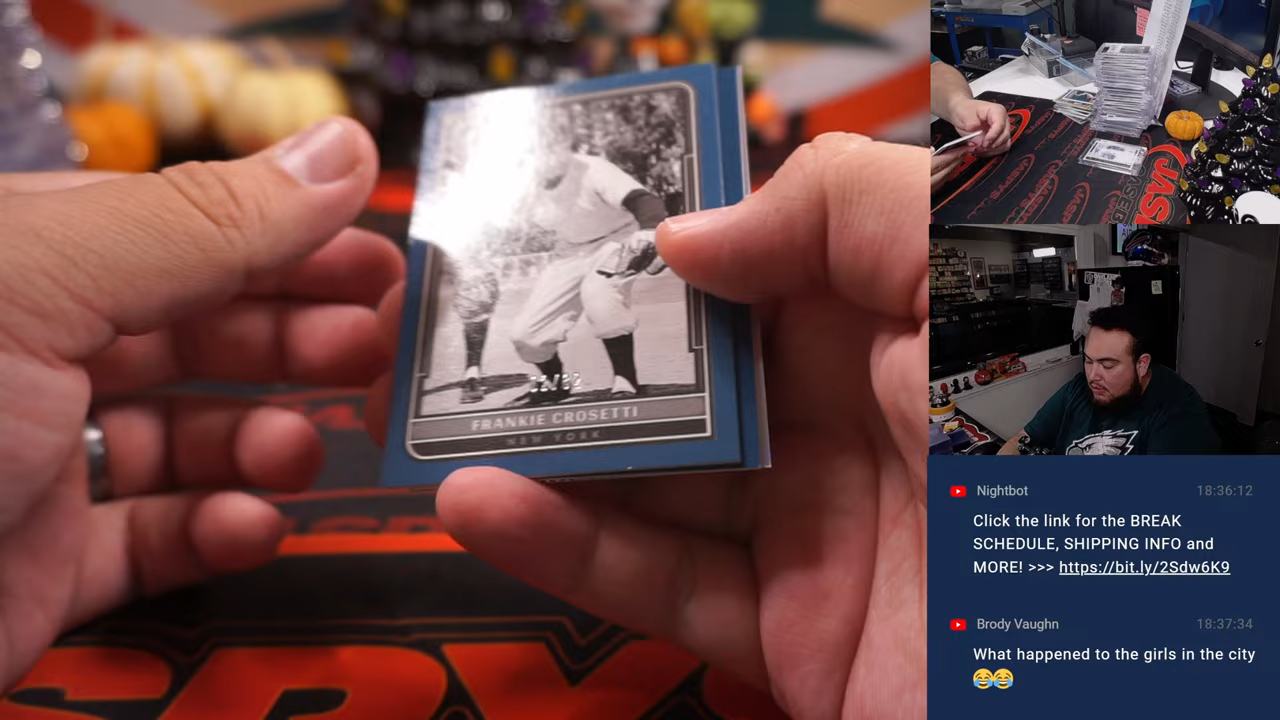 FRANKIE CROSETTI
NEW YORK
Nightbot
18:36:12
Click the link for the BREAK
SCHEDULE, SHIPPING INFO and
MORE! >>> https://bit.ly/2Sdw6K9
Brody Vaughn
18:37:34
What happened to the girls in the city
😂😂